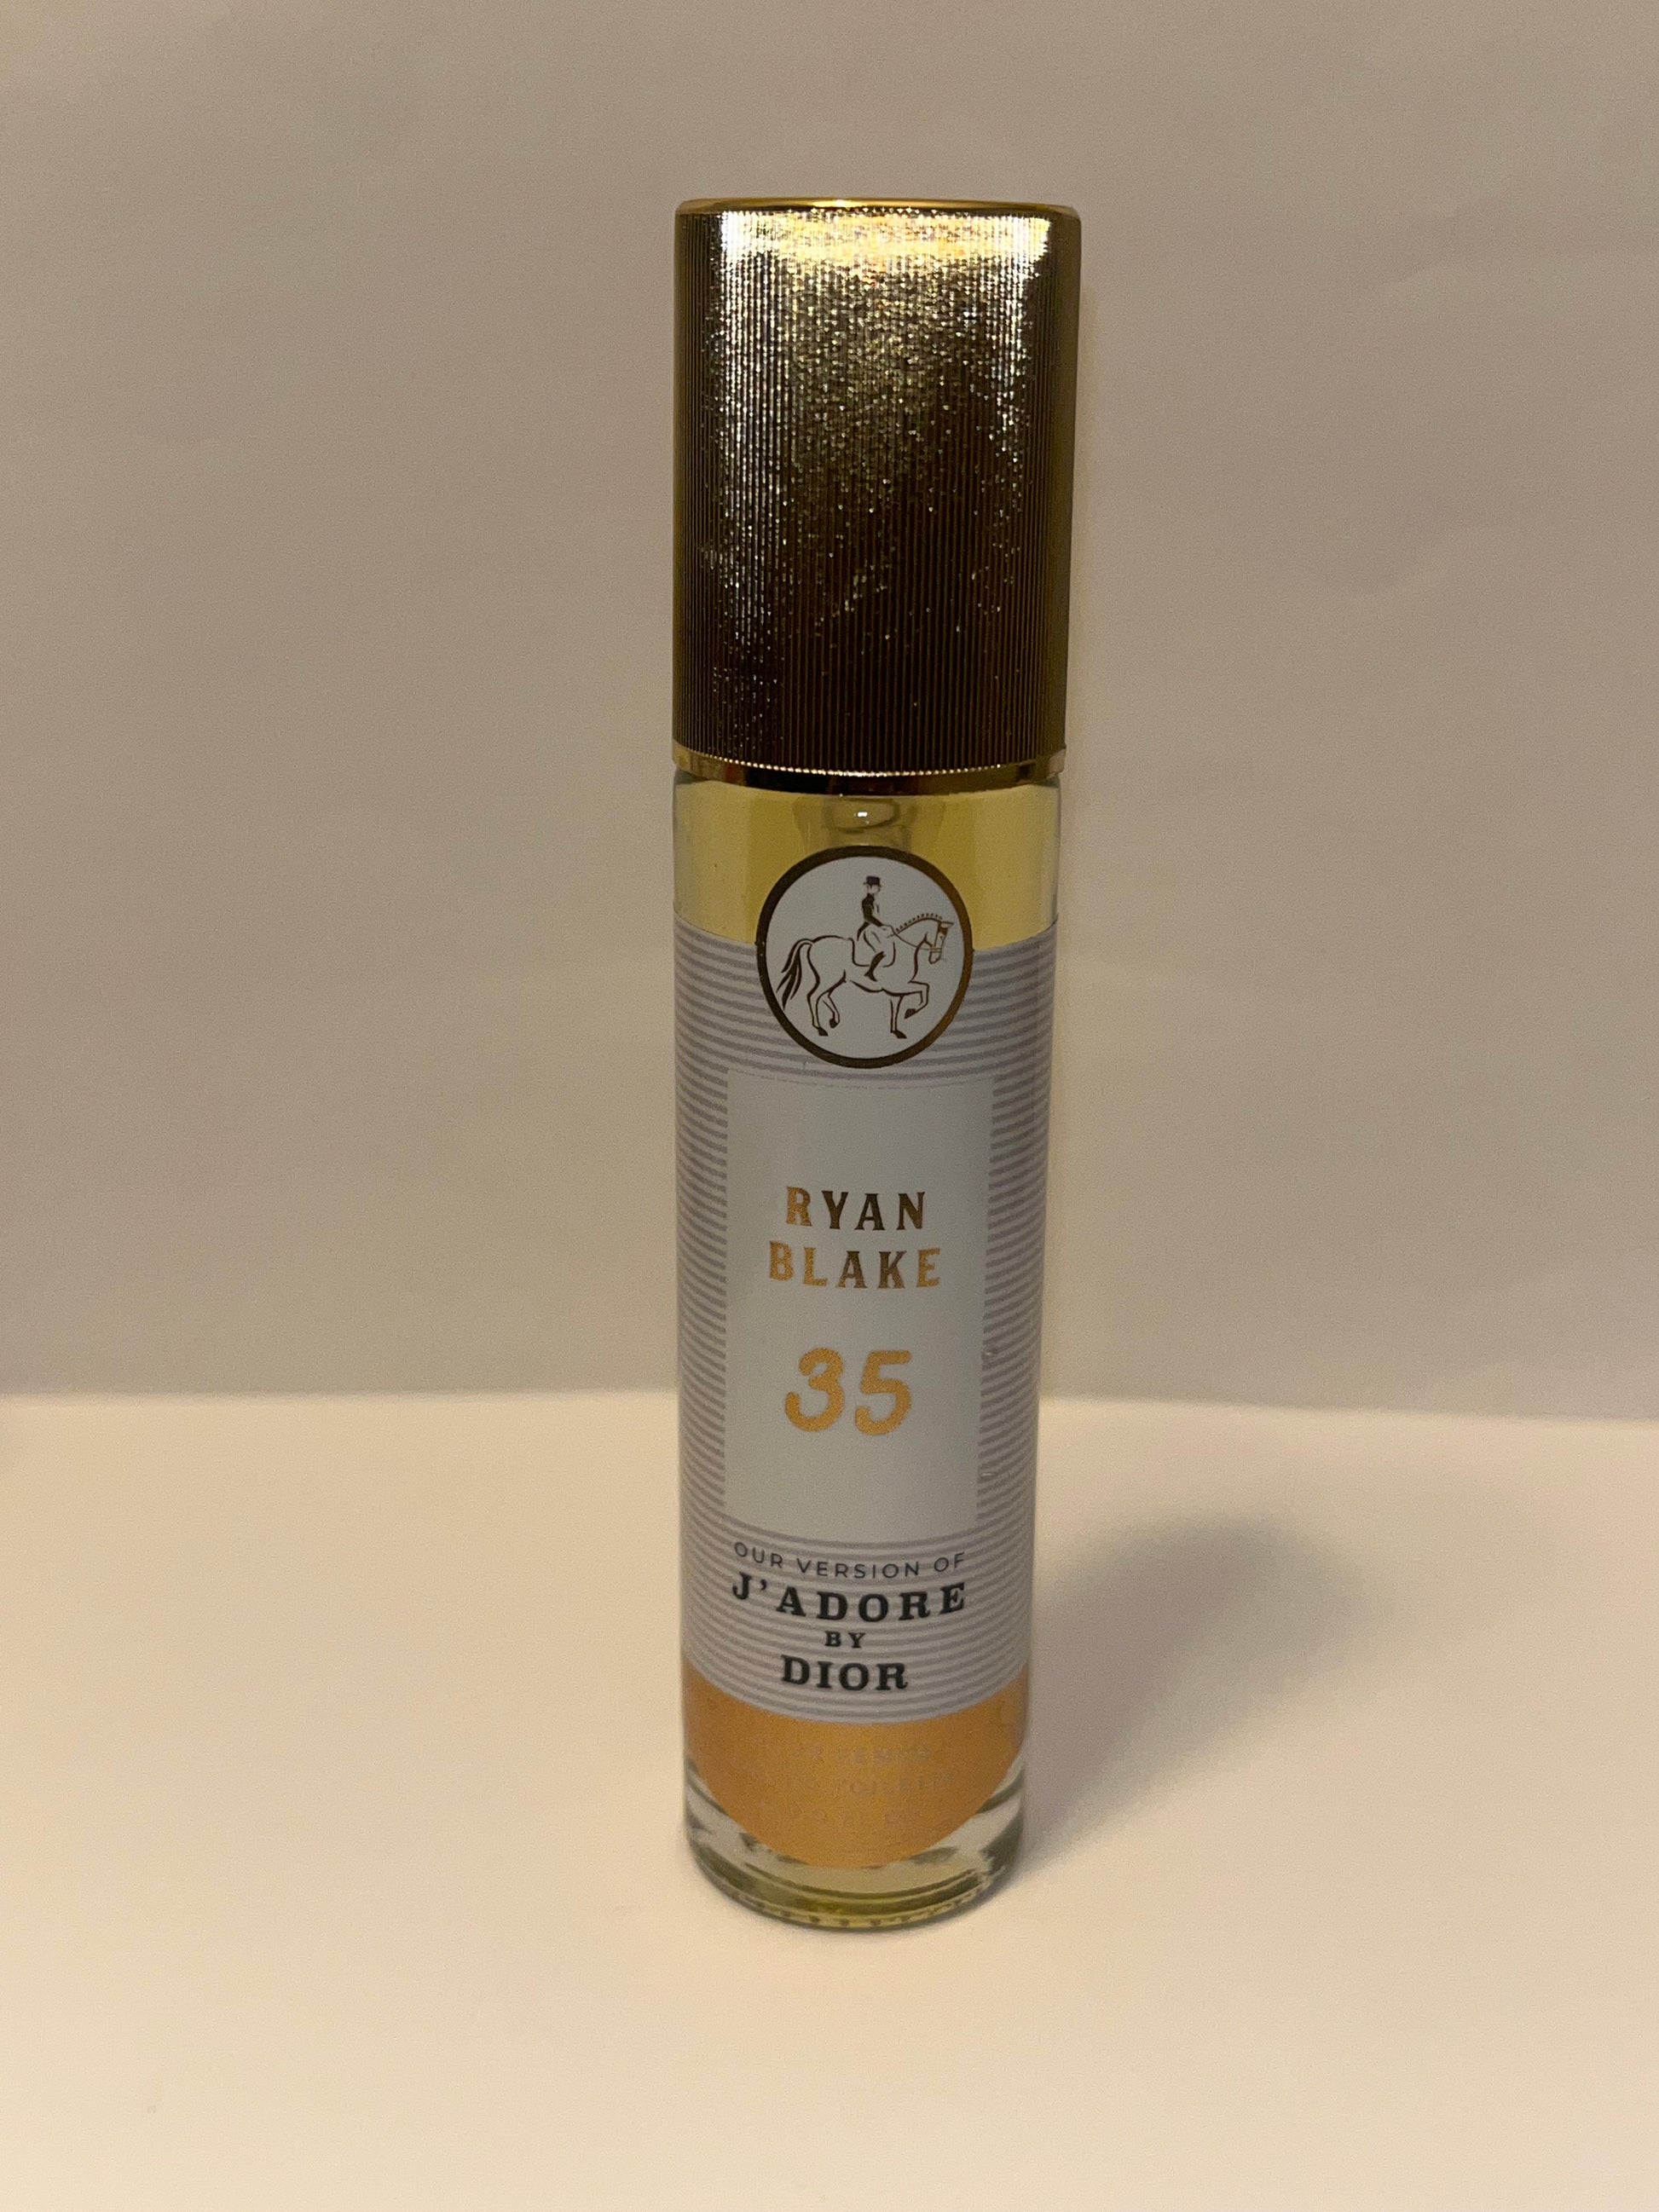 RYAN
BLAKE
35
OUR VERSION OF
J'ADORE
BY
DIOR